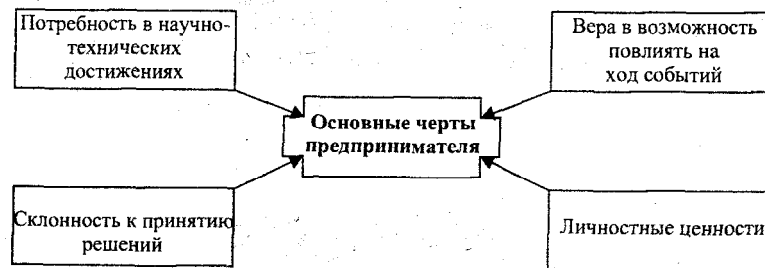 Потребность в научно-
технических
достижениях
Вера в возможность
повлиять на
ход событий
Основные черты
предпринимателя
Склонность к принятию
решений
Личностные ценности